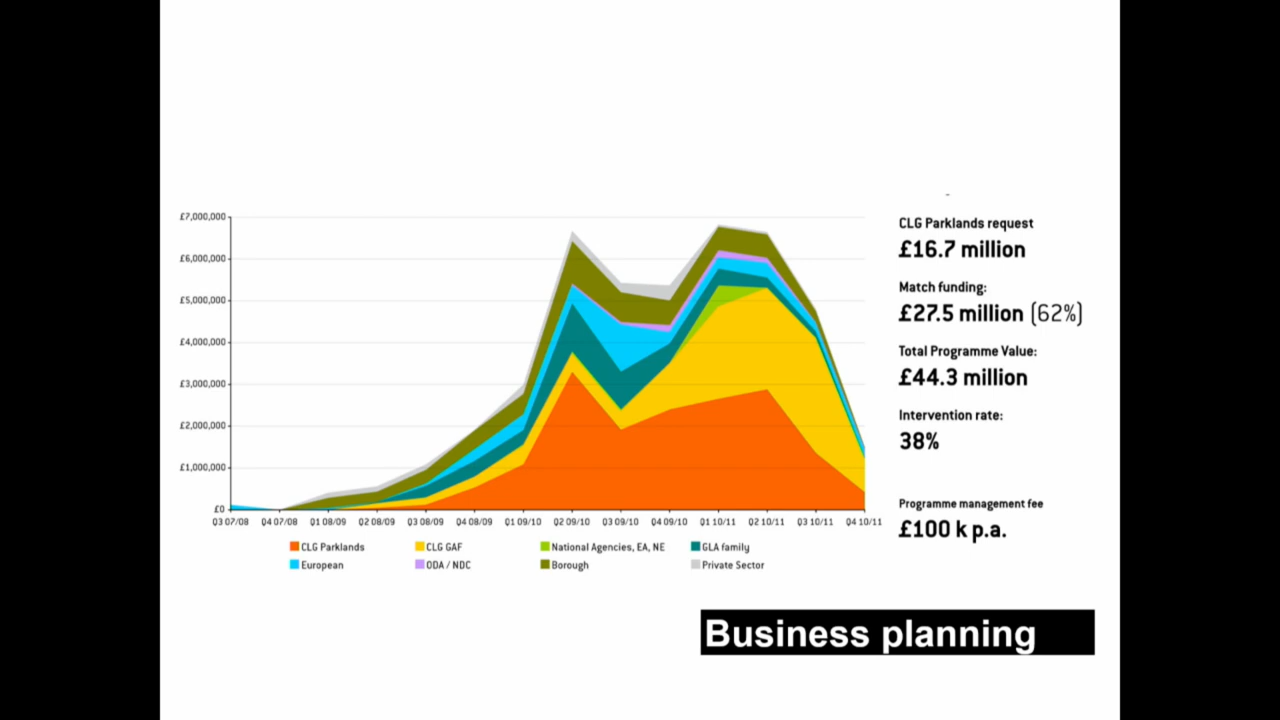 £7,000,000
£6,000,000
£5,000,000
£4,000,000
£3,000,000
£2,000,000
£1,000,000
£0
Q3 07/08 Q4 07/08 Q1 08/09 Q2 08/09 Q3 08/09 Q4 08/09 Q1 09/10 Q2 09/10 Q3 09/10 Q4 09/10 Q1 10/11 Q2 10/11 Q3 10/11 Q4 10/11
CLG Parklands CLG GAF National Agencies, EA, NE GLA family
European ODA / NDC Borough Private Sector
CLG Parklands request
£16.7 million
Match funding:
£27.5 million (62%)
Total Programme Value:
£44.3 million
Intervention rate:
38%
Programme management fee
£100 k p.a.
Business planning